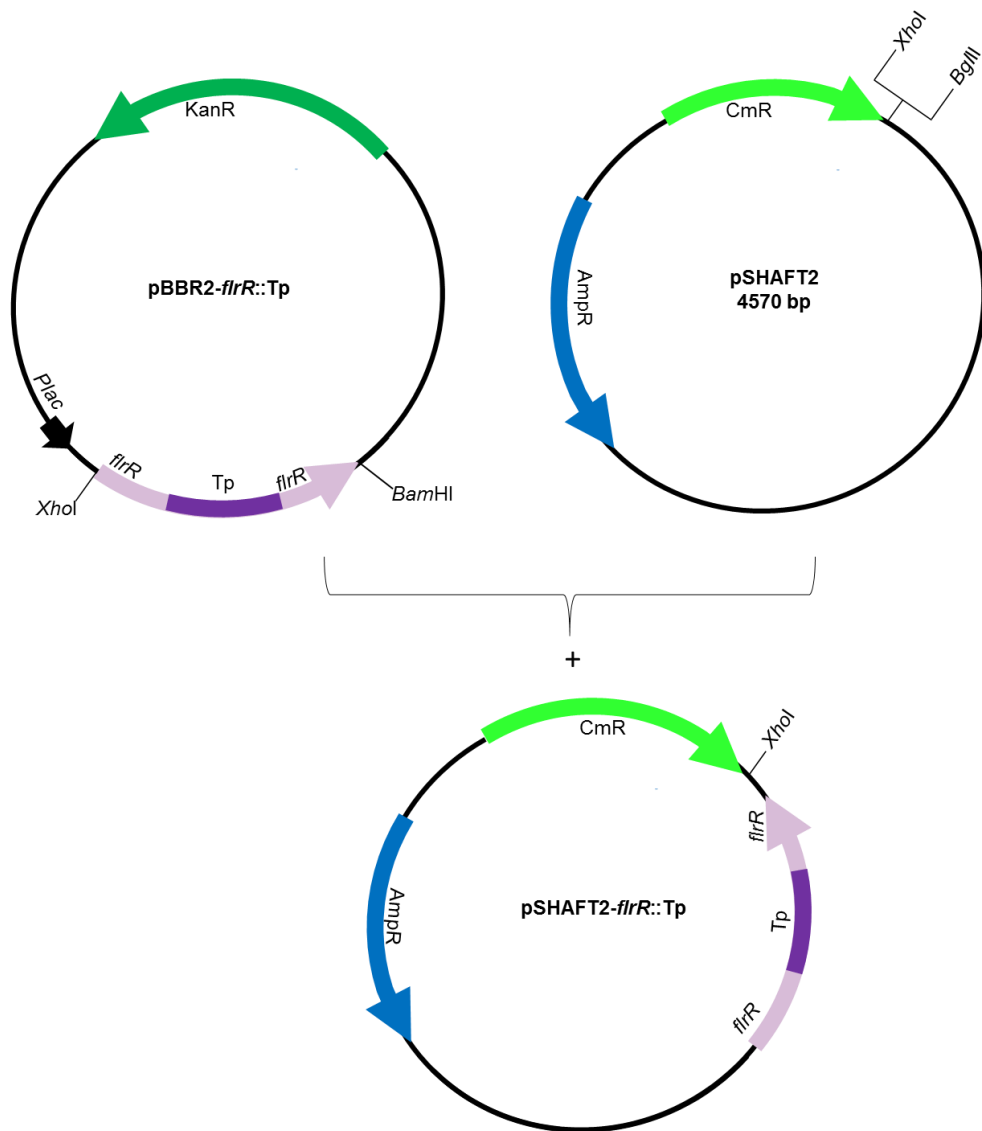 KanR
pBBR2-flrR::Tp
Plac
flrR
Tp
flrR
XhoI
BamHI
XhoI
BglII
CmR
AmpR
pSHAFT2
4570 bp
+
CmR
XhoI
flrR
AmpR
pSHAFT2-flrR::Tp
Tp
flrR